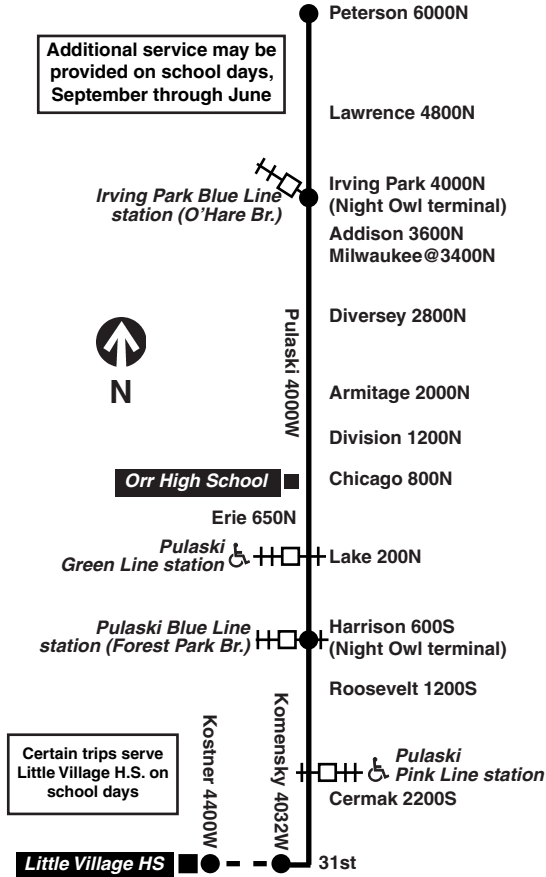 Peterson 6000N
Additional service may be
provided on school days,
September through June
Lawrence 4800N
Irving Park Blue Line
station (O'Hare Br.)
Irving Park 4000N
(Night Owl terminal)
Addison 3600N
Milwaukee@3400N
Pulaski 4000W
Diversey 2800N
N
Armitage 2000N
Division 1200N
Orr High School
Chicago 800N
Erie 650N
Pulaski
Green Line station
Lake 200N
Pulaski Blue Line
station (Forest Park Br.)
Harrison 600S
(Night Owl terminal)
Roosevelt 1200S
Kostner 4400W
Komensky 4032W
Certain trips serve
Little Village H.S. on
school days
Pulaski
Pink Line station
Cermak 2200S
Little Village HS
31st